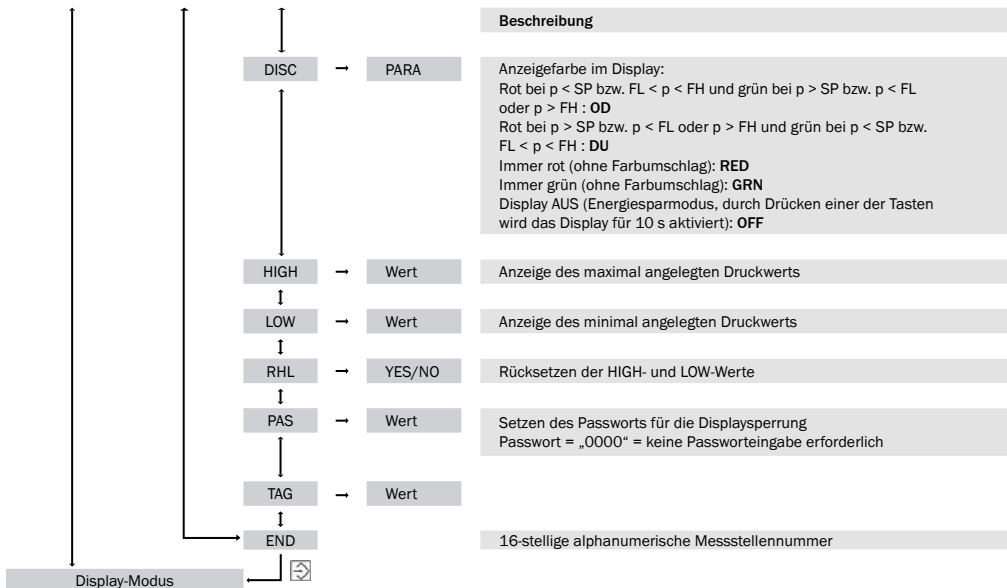 Beschreibung
DISC → PARA
Anzeigefarbe im Display:
Rot bei p < SP bzw. FL < p < FH und grün bei p > SP bzw. p < FL
oder p > FH : OD
Rot bei p > SP bzw. p < FL oder p > FH und grün bei p < SP bzw.
FL < p < FH : DU
Immer rot (ohne Farbumschlag): RED
Immer grün (ohne Farbumschlag): GRN
Display AUS (Energiesparmodus, durch Drücken einer der Tasten
wird das Display für 10 s aktiviert): OFF
HIGH → Wert Anzeige des maximal angelegten Druckwerts
LOW → Wert Anzeige des minimal angelegten Druckwerts
RHL → YES/NO Rücksetzen der HIGH- und LOW-Werte
PAS → Wert Setzen des Passworts für die Displaysperrung
Passwort = „0000“ = keine Passworteingabe erforderlich
TAG → Wert
END 16-stellige alphanumerische Messstellennummer
Display-Modus